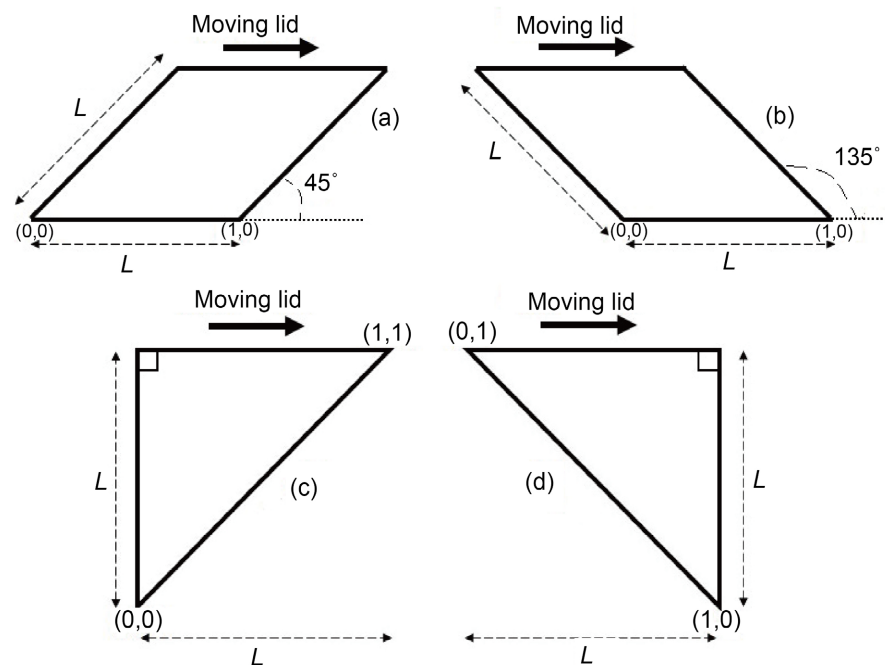 Moving lid
L
(a)
45°
(0,0)
(1,0)
L
Moving lid
L
(b)
135°
(0,0)
(1,0)
L
Moving lid
(1,1)
L
(c)
(0,0)
L
Moving lid
(0,1)
(d)
L
(1,0)
L